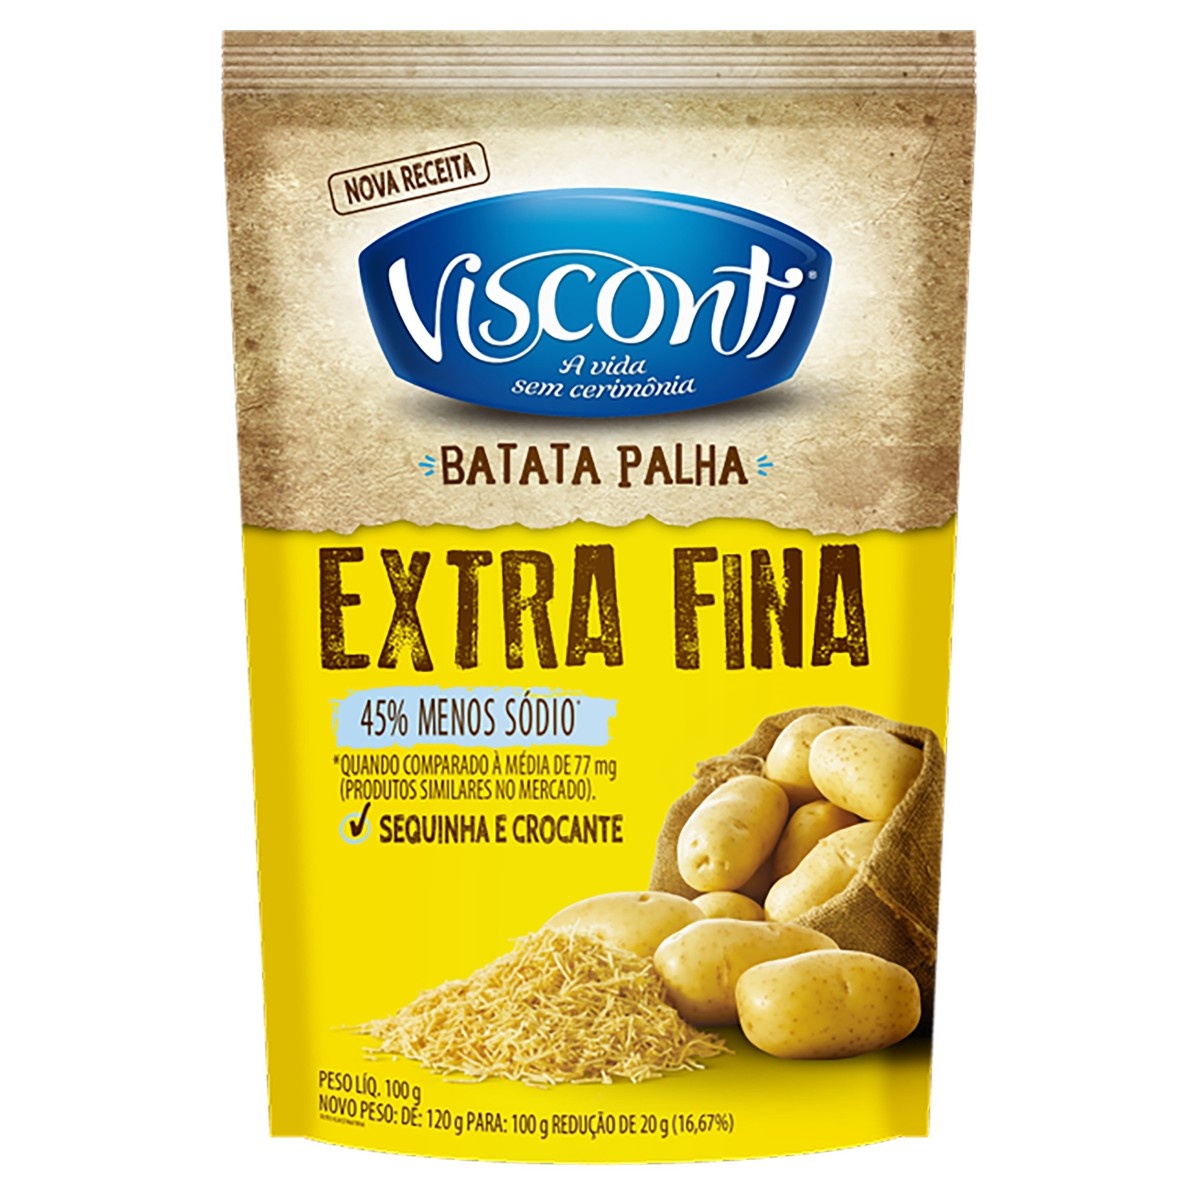 NOVA RECEITA
Visconti®
A vida
sem cerimônia
BATATA PALHA
EXTRA FINA
45% MENOS SÓDIO*
*QUANDO COMPARADO À MÉDIA DE 77 mg
(PRODUTOS SIMILARES NO MERCADO).
SEQUINHA E CROCANTE
PESO LÍQ. 100 g
NOVO PESO: DE: 120 g PARA: 100 g REDUÇÃO DE 20 g (16,67%)